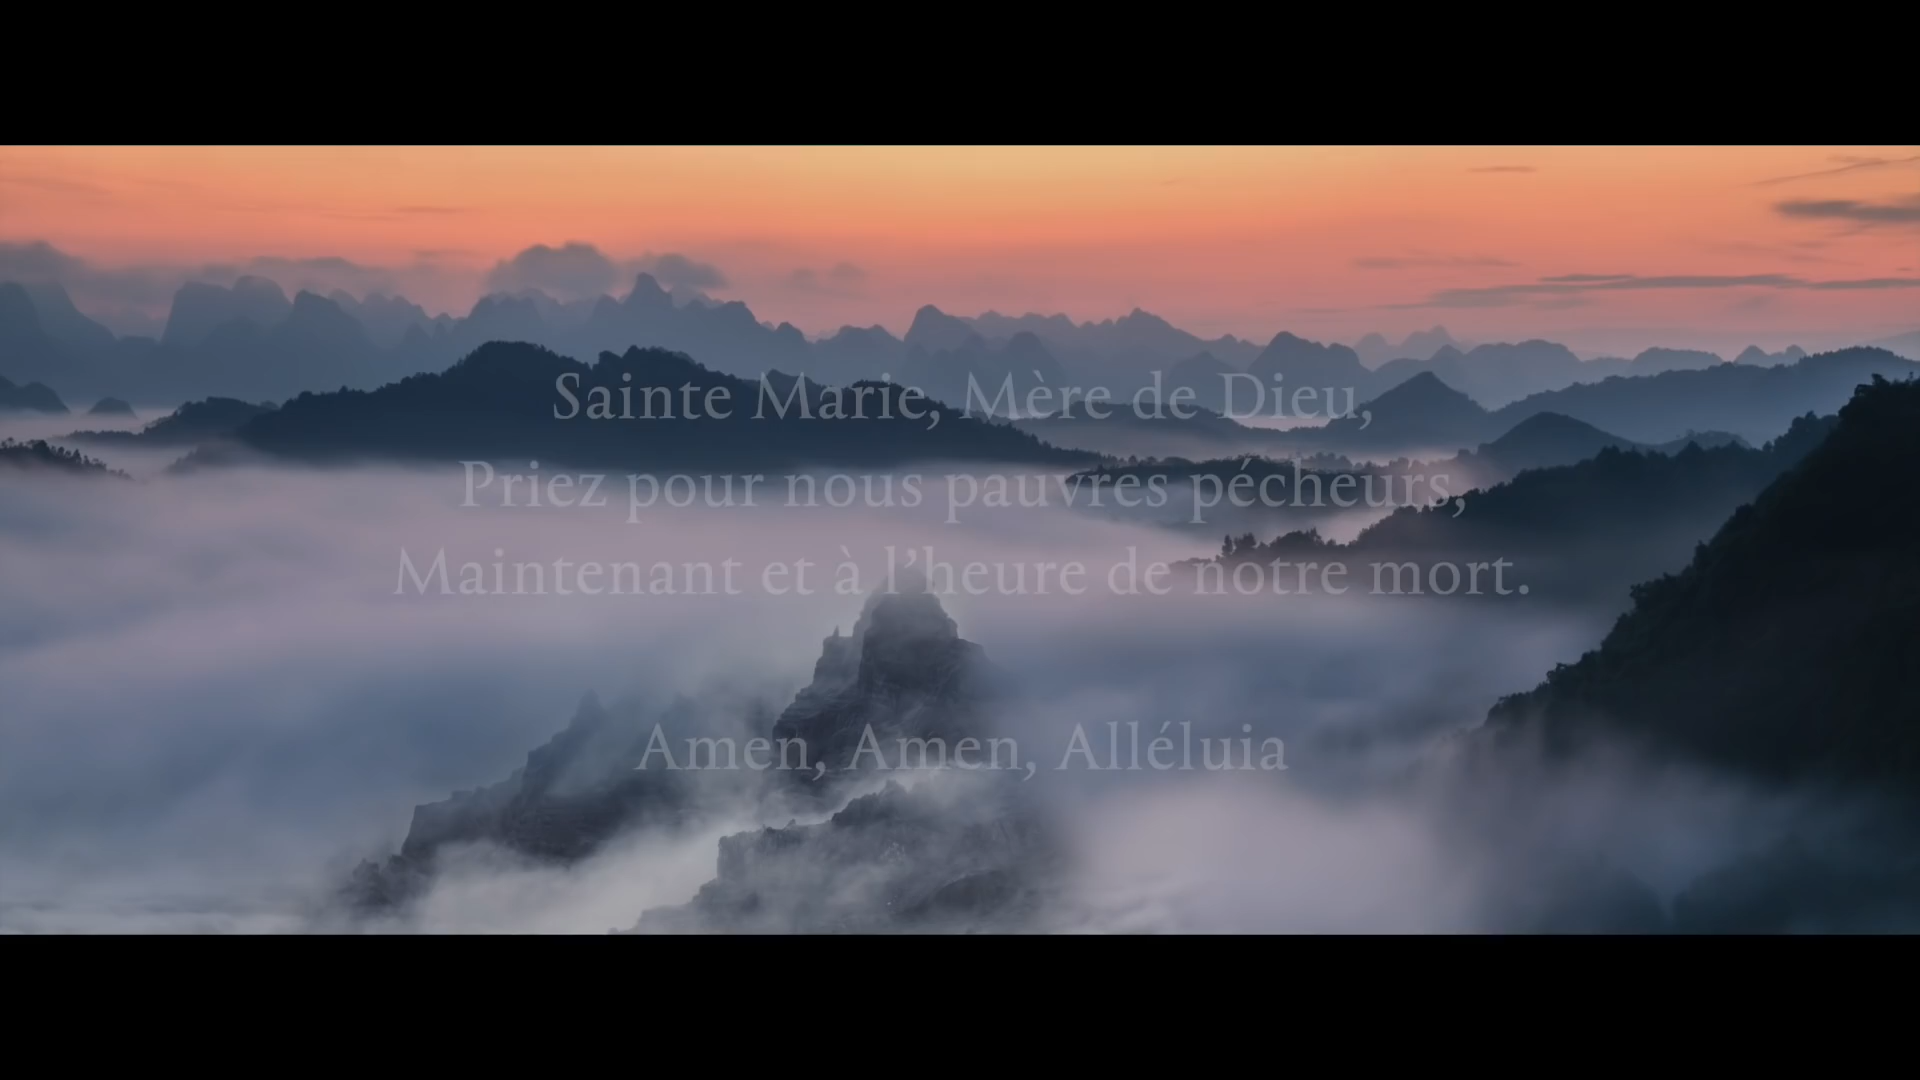 Sainte Marie, Mère de Dieu,
Priez pour nous pauvres pécheurs,
Maintenant et à l’heure de notre mort.
Amen, Amen, Alléluia